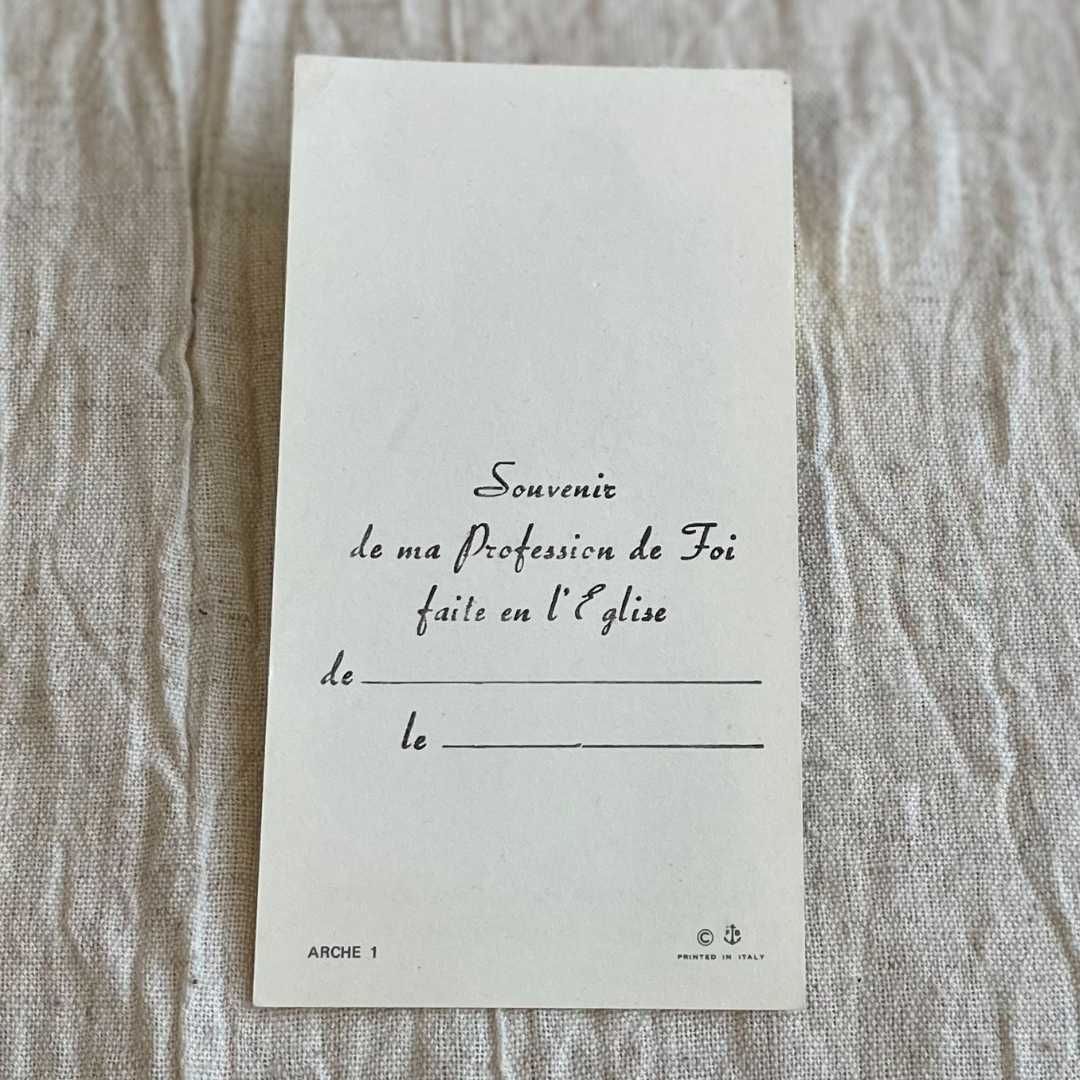 Souvenir
de ma Profession de Foi
faite en l'Eglise
de
le
ARCHE 1
©
PRINTED IN ITALY